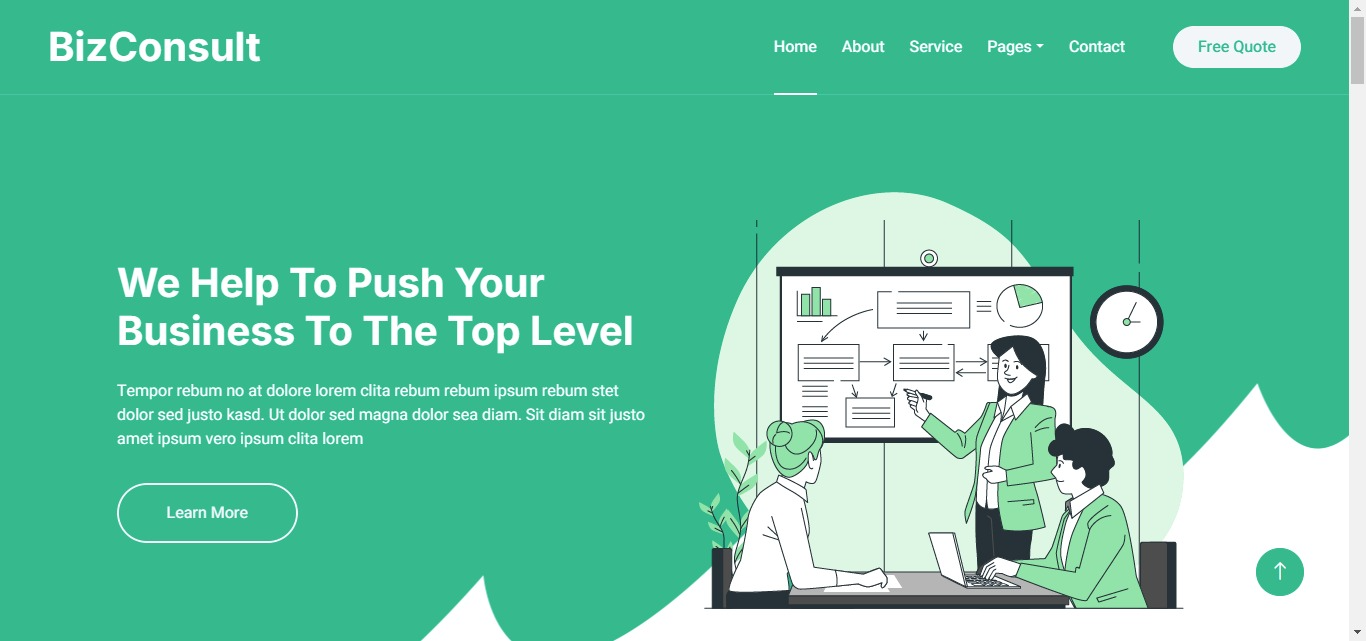 BizConsult
Home About Service Pages Contact Free Quote
We Help To Push Your
Business To The Top Level
Tempor rebum no at dolore lorem clita rebum rebum ipsum rebum stet
dolor sed justo kasd. Ut dolor sed magna dolor sea diam. Sit diam sit justo
amet ipsum vero ipsum clita lorem
Learn More